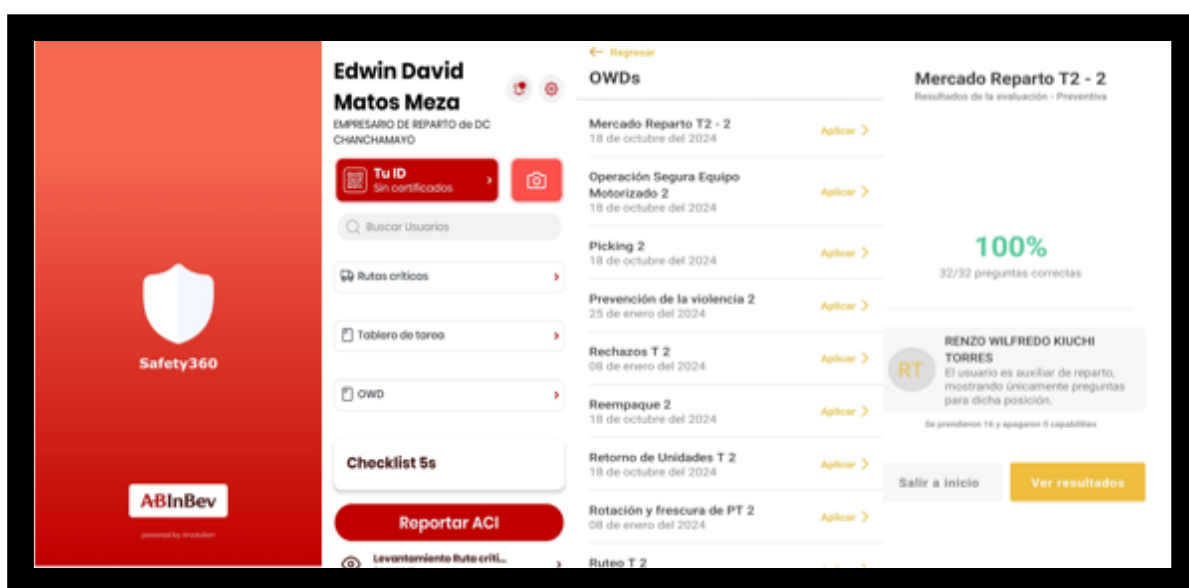 Safety360
ABInBev
Edwin David
Matos Meza
EMPRESARIO DE REPARTO de DC
CHANCHAMAYO
Tu ID
Sin certificados
Buscar Usuarios
Rutas críticas
Tablero de tarea
OWD
Checklist 5s
Reportar ACI
Levantamiento Ruta críti...
Regresar
OWDs
Mercado Reparto T2 - 2
18 de octubre del 2024
Aplicar
Operación Segura Equipo
Motorizado 2
18 de octubre del 2024
Aplicar
Picking 2
18 de octubre del 2024
Aplicar
Prevención de la violencia 2
25 de enero del 2024
Aplicar
Rechazos T 2
08 de enero del 2024
Aplicar
Reempaque 2
18 de octubre del 2024
Aplicar
Retorno de Unidades T 2
18 de octubre del 2024
Aplicar
Rotación y frescura de PT 2
08 de enero del 2024
Aplicar
Ruteo T 2
Mercado Reparto T2 - 2
Resultados de la evaluación - Preventiva
100%
32/32 preguntas correctas
RT
RENZO WILFREDO KIUCHI
TORRES
El usuario es auxiliar de reparto,
mostrando únicamente preguntas
para dicha posición.
Se prendieron 16 y apagaron 0 capabilities
Salir a inicio
Ver resultados